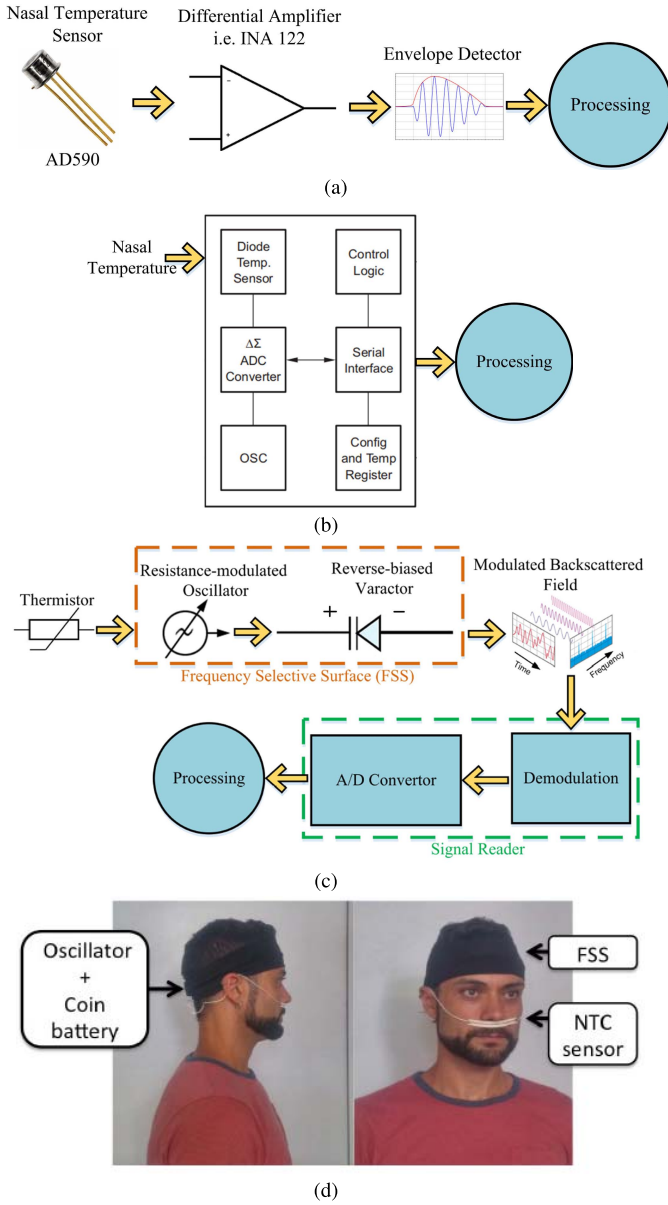 Nasal Temperature
Sensor
Differential Amplifier
i.e. INA 122
Envelope Detector
Processing
-
+
AD590
(a)
Nasal
Temperature
Diode
Temp.
Sensor
Control
Logic
ΔΣ
ADC
Converter
Serial
Interface
OSC
Config
and Temp
Register
Processing
(b)
Thermistor
Resistance-modulated
Oscillator
~
Reverse-biased
Varactor
+
−
Frequency Selective Surface (FSS)
Modulated Backscattered
Field
Time
Frequency
Processing
A/D Convertor
Demodulation
Signal Reader
(c)
Oscillator
+
Coin
battery
FSS
NTC
sensor
(d)